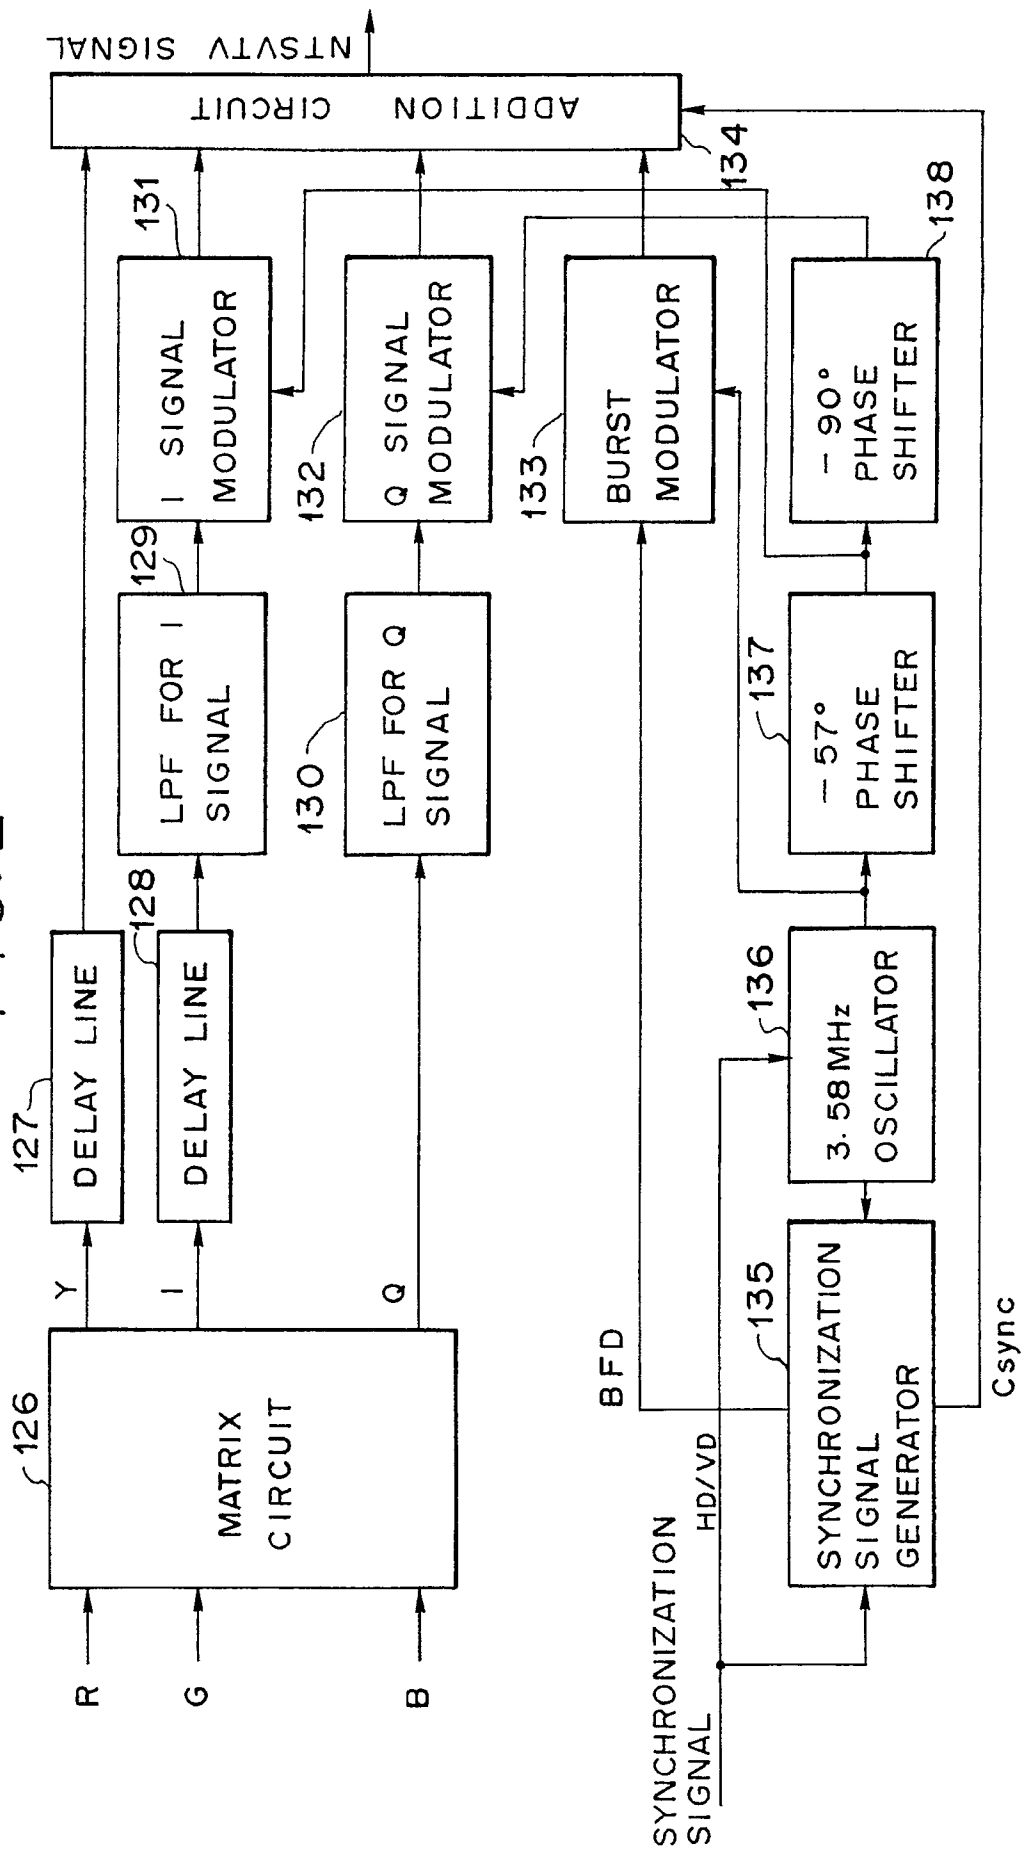 126
MATRIX
CIRCUIT
R
G
B
Y
I
Q
127
DELAY LINE
128
DELAY LINE
129
LPF FOR I
SIGNAL
130
LPF FOR Q
SIGNAL
131
I SIGNAL
MODULATOR
132
Q SIGNAL
MODULATOR
133
BURST
MODULATOR
134
ADDITION CIRCUIT
NTSVTV SIGNAL
SYNCHRONIZATION
SIGNAL
HD/VD
BFD
135
SYNCHRONIZATION
SIGNAL
GENERATOR
Csync
136
3.58MHz
OSCILLATOR
137
-57°
PHASE
SHIFTER
138
-90°
PHASE
SHIFTER